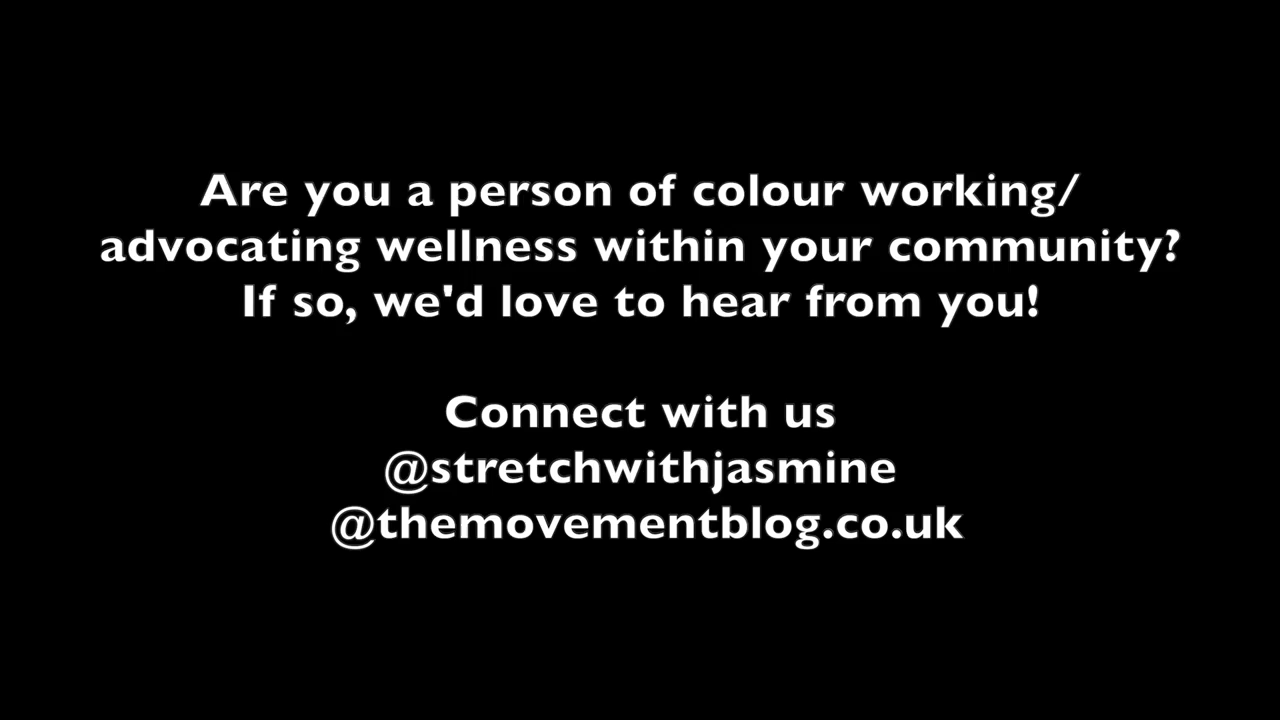 Are you a person of colour working/
advocating wellness within your community?
If so, we'd love to hear from you!
Connect with us
@stretchwithjasmine
@themovementblog.co.uk